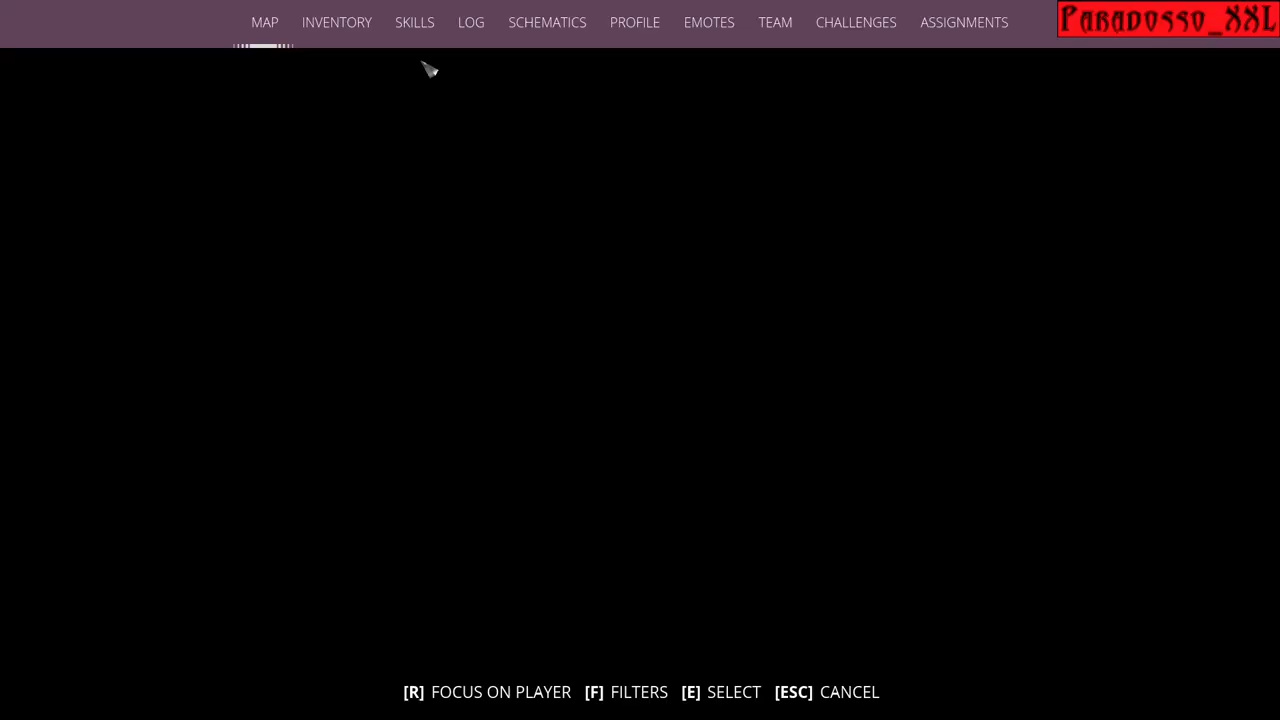 MAP INVENTORY SKILLS LOG SCHEMATICS PROFILE EMOTES TEAM CHALLENGES ASSIGNMENTS Paradosso_XXL
[R] FOCUS ON PLAYER [F] FILTERS [E] SELECT [ESC] CANCEL